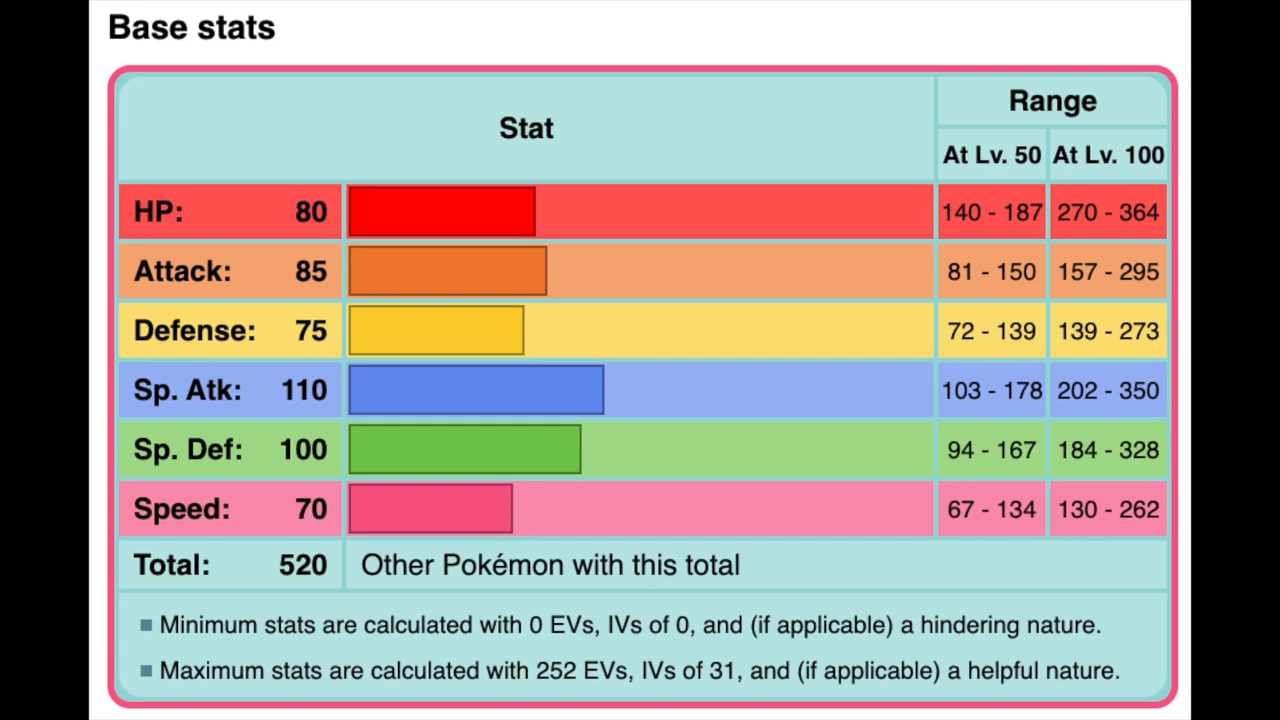 Base stats
Stat
Range
At Lv. 50 At Lv. 100
HP: 80 140 - 187 270 - 364
Attack: 85 81 - 150 157 - 295
Defense: 75 72 - 139 139 - 273
Sp. Atk: 110 103 - 178 202 - 350
Sp. Def: 100 94 - 167 184 - 328
Speed: 70 67 - 134 130 - 262
Total: 520 Other Pokémon with this total
Minimum stats are calculated with 0 EVs, IVs of 0, and (if applicable) a hindering nature.
Maximum stats are calculated with 252 EVs, IVs of 31, and (if applicable) a helpful nature.